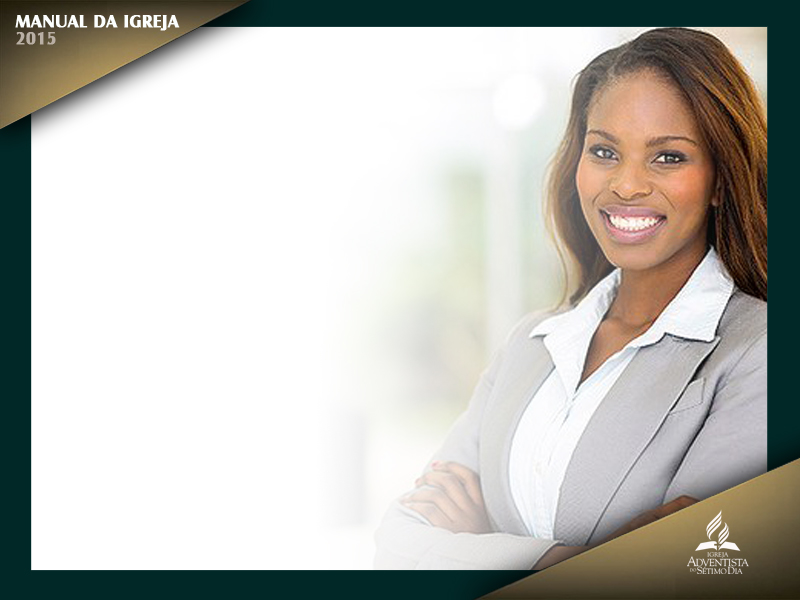 MANUAL DA IGREJA
2015
IGREJA
ADVENTISTA
DO SÉTIMO DIA